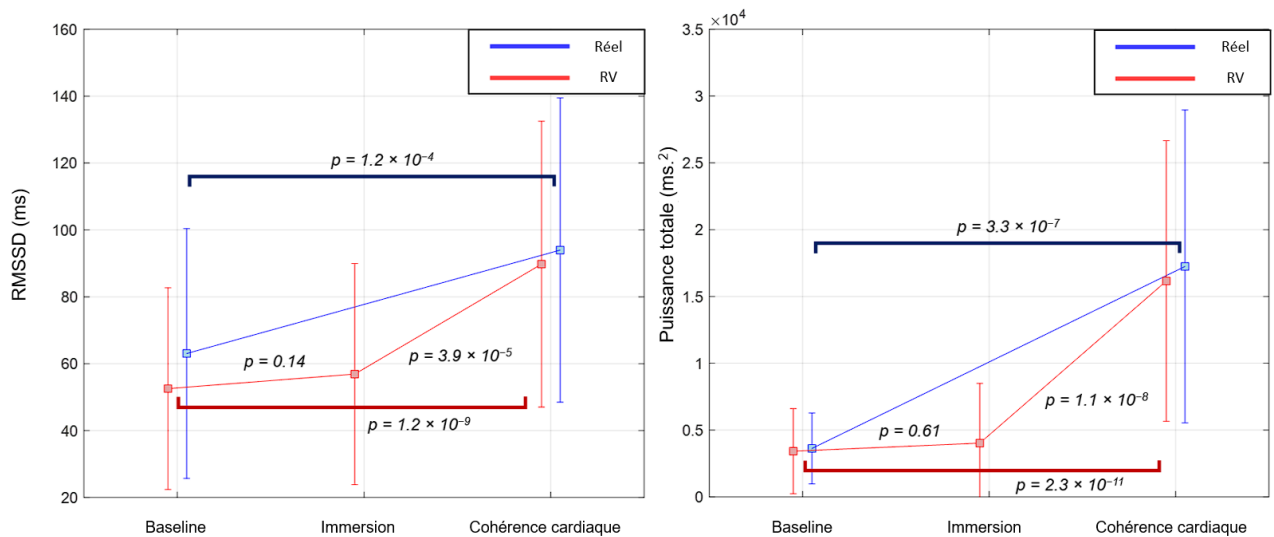 160
140
120
100
80
60
40
20
RMSSD (ms)
Réel
RV
p = 1.2 × 10⁻⁴
p = 0.14
p = 3.9 × 10⁻⁵
p = 1.2 × 10⁻⁹
Baseline
Immersion
Cohérence cardiaque
×10⁴
3.5
3
2.5
2
1.5
1
0.5
0
Puissance totale (ms.²)
Réel
RV
p = 3.3 × 10⁻⁷
p = 0.61
p = 1.1 × 10⁻⁸
p = 2.3 × 10⁻¹¹
Baseline
Immersion
Cohérence cardiaque